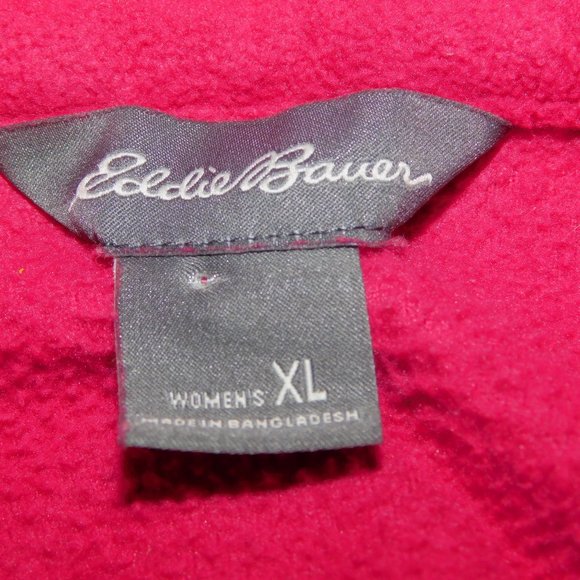 Eddie Bauer
WOMEN'S XL
MADE IN BANGLADESH